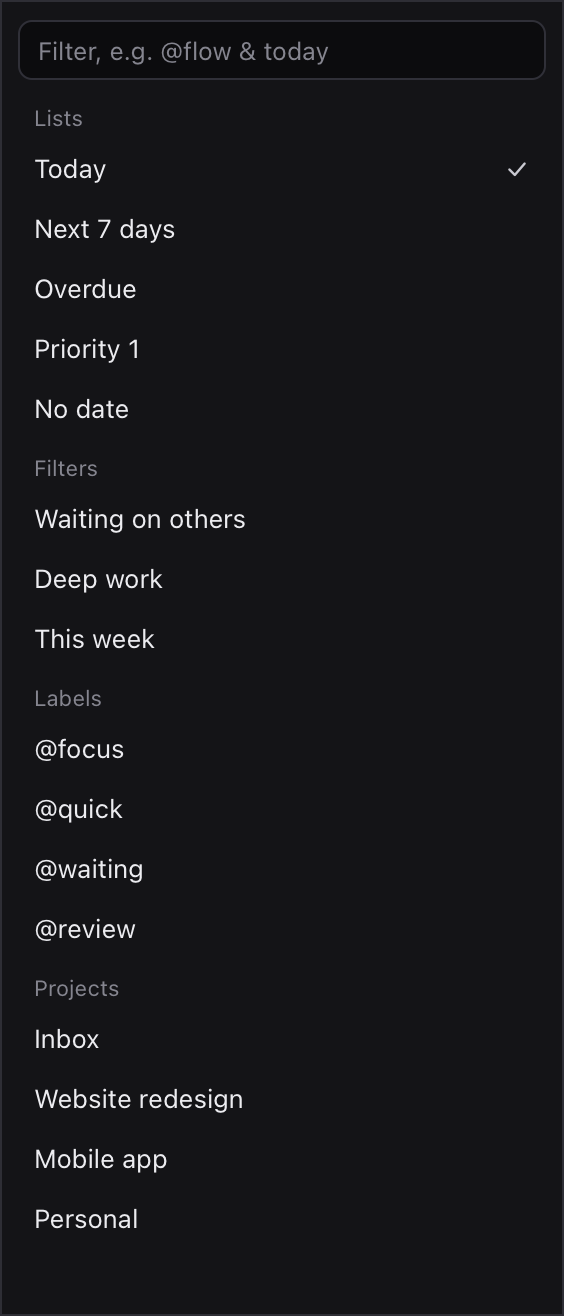 Filter, e.g. @flow & today
Lists
Today
Next 7 days
Overdue
Priority 1
No date
Filters
Waiting on others
Deep work
This week
Labels
@focus
@quick
@waiting
@review
Projects
Inbox
Website redesign
Mobile app
Personal